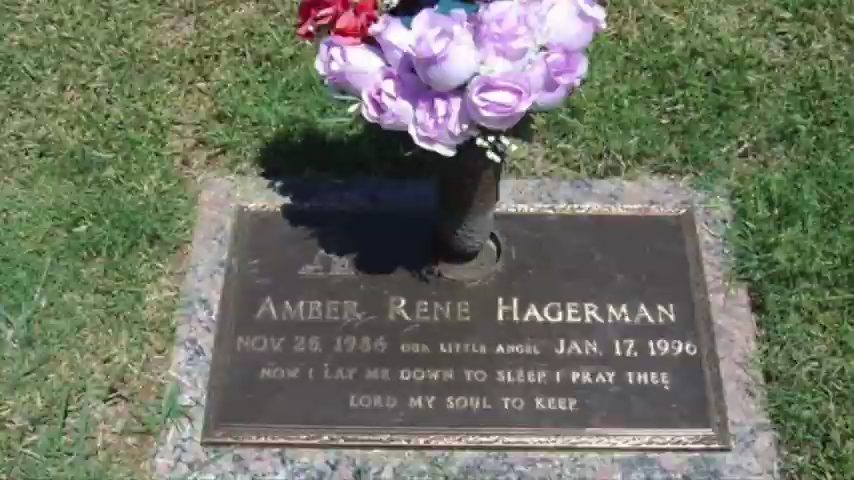 AMBER RENE HAGERMAN
NOV. 25, 1986 OUR LITTLE ANGEL JAN. 17, 1996
NOW I LAY ME DOWN TO SLEEP, I PRAY THEE
LORD MY SOUL TO KEEP.